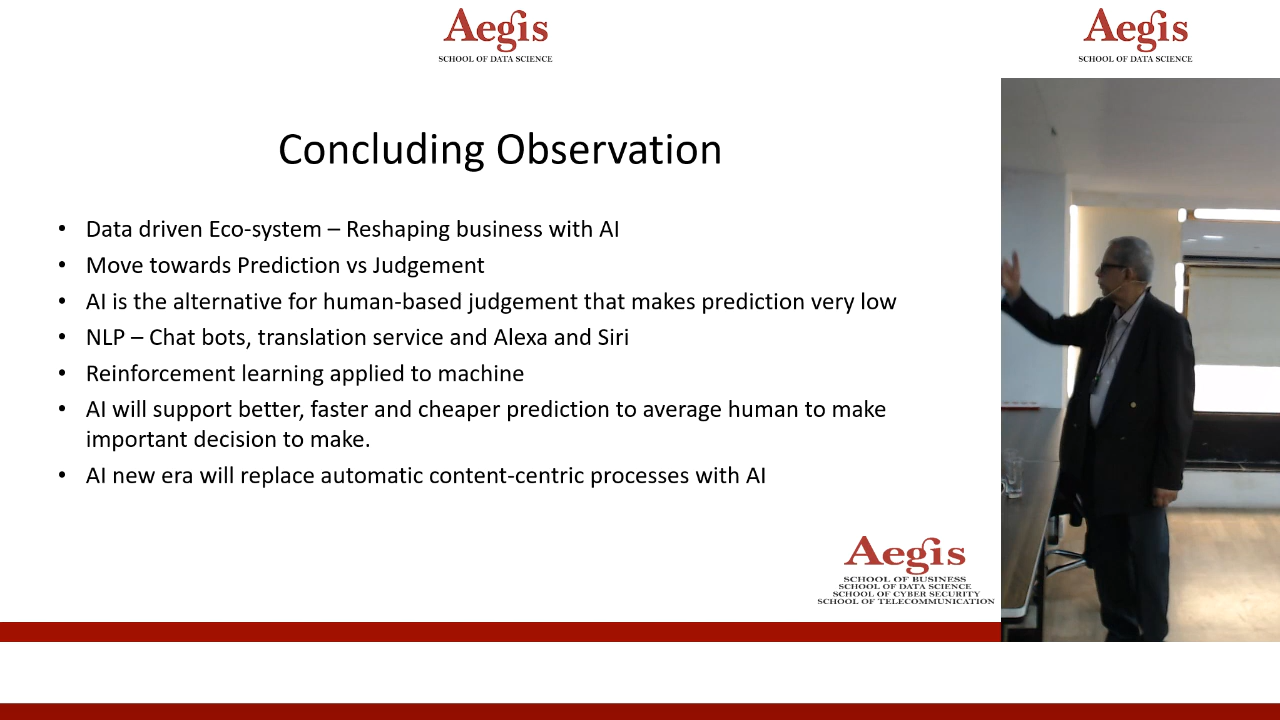 Aegis
SCHOOL OF DATA SCIENCE
Aegis
SCHOOL OF DATA SCIENCE
Concluding Observation
• Data driven Eco-system – Reshaping business with AI
• Move towards Prediction vs Judgement
• AI is the alternative for human-based judgement that makes prediction very low
• NLP – Chat bots, translation service and Alexa and Siri
• Reinforcement learning applied to machine
• AI will support better, faster and cheaper prediction to average human to make
important decision to make.
• AI new era will replace automatic content-centric processes with AI
Aegis
SCHOOL OF BUSINESS
SCHOOL OF DATA SCIENCE
SCHOOL OF CYBER SECURITY
SCHOOL OF TELECOMMUNICATION